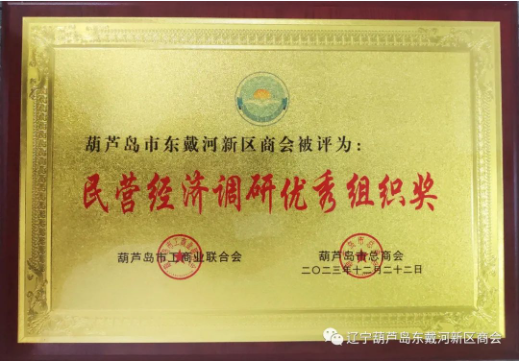 葫芦岛市东戴河新区商会被评为：
民营经济调研优秀组织奖
葫芦岛市工商业联合会
葫芦岛市总商会
二〇二三年十二月二十二日
辽宁葫芦岛东戴河新区商会